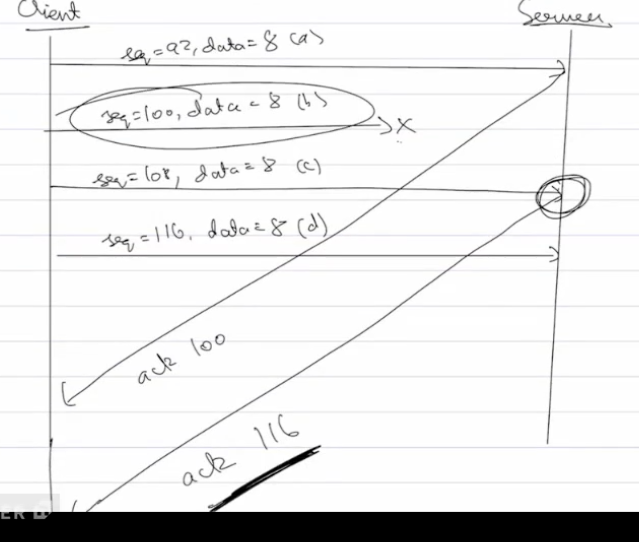 Client
Server
seq=92, data=8 (a)
seq=100, data=8 (b)
X
seq=108, data=8 (c)
seq=116, data=8 (d)
ack 100
ack 116
ER